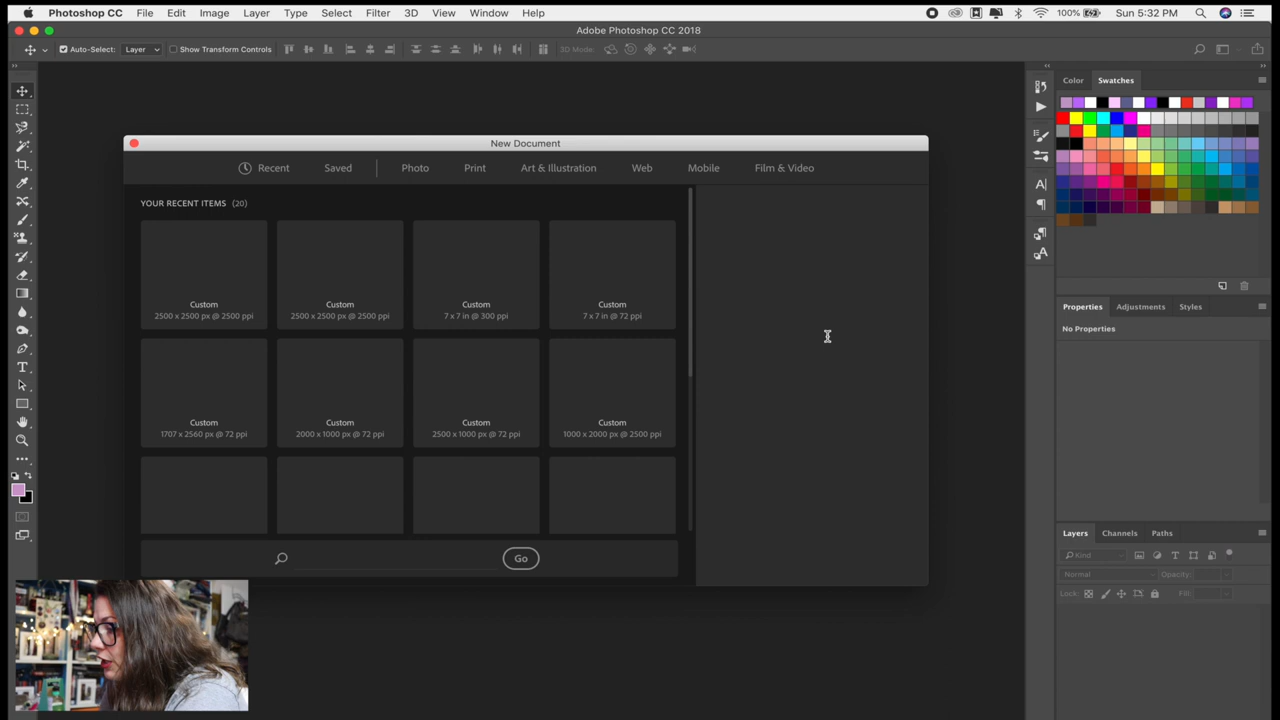 Photoshop CC File Edit Image Layer Type Select Filter 3D View Window Help 100% Sun 5:32 PM
Adobe Photoshop CC 2018
Auto-Select: Layer Show Transform Controls 3D Mode:
Color Swatches
New Document
Recent Saved Photo Print Art & Illustration Web Mobile Film & Video
YOUR RECENT ITEMS (20)
Custom Custom Custom Custom
2500 x 2500 px @ 2500 ppi 2500 x 2500 px @ 2500 ppi 7 x 7 in @ 300 ppi 7 x 7 in @ 72 ppi
Custom Custom Custom Custom
1707 x 2560 px @ 72 ppi 2000 x 1000 px @ 72 ppi 2500 x 1000 px @ 72 ppi 1000 x 2000 px @ 2500 ppi
Go
Properties Adjustments Styles
No Properties
Layers Channels Paths
Kind
Normal Opacity:
Lock: Fill: